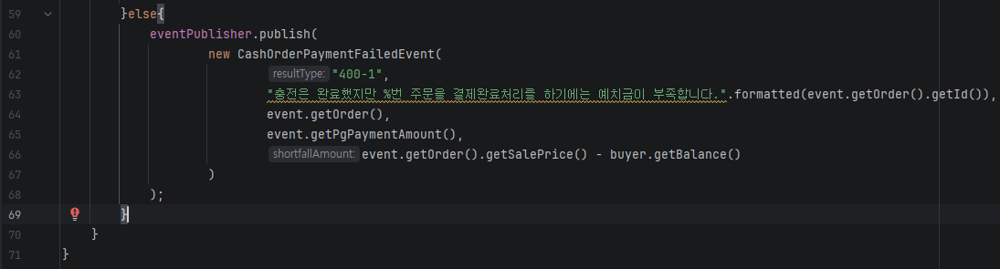 59 }else{
60 eventPublisher.publish(
61 new CashOrderPaymentFailedEvent(
62 resultType: "400-1",
63 "충전은 완료했지만 %번 주문을 결제완료처리를 하기에는 예치금이 부족합니다.".formatted(event.getOrder().getId()),
64 event.getOrder(),
65 event.getPgPaymentAmount(),
66 shortfallAmount: event.getOrder().getSalePrice() - buyer.getBalance()
67 )
68 );
69 }
70 }
71 }